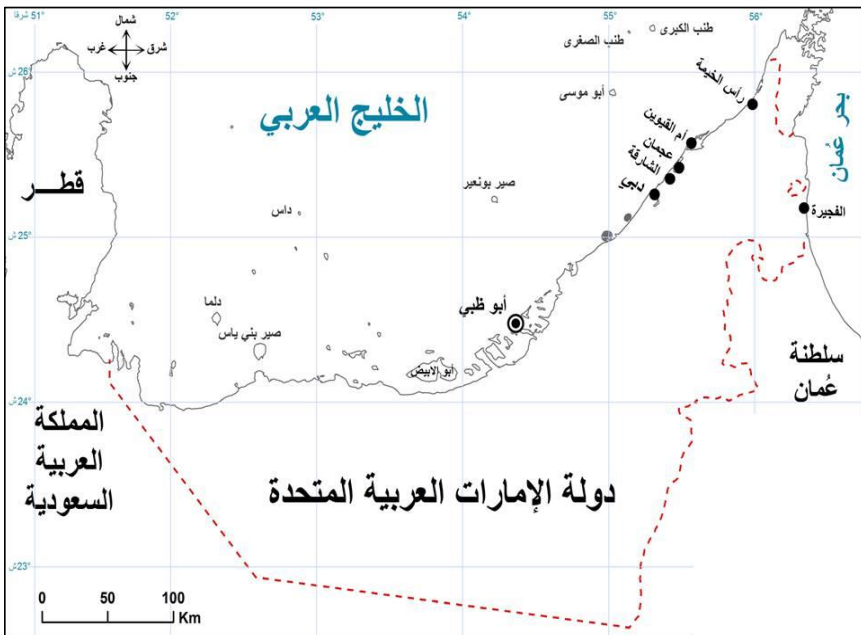 51° شرقا
52°
53°
54°
55°
56°
شمال
غرب
شرق
جنوب
طنب الكبرى
طنب الصغرى
26°ش
أبو موسى
رأس الخيمة
الخليج العربي
بحر عُمان
أم القيوين
عجمان
الشارقة
دبي
قطـــر
صير بونعير
الفجيرة
داس
25°ش
أبو ظبي
دلما
صير بني ياس
أبو الابيض
سلطنة
عُمان
24°ش
المملكة
العربية
السعودية
دولة الإمارات العربية المتحدة
23°ش
0 50 100
Km